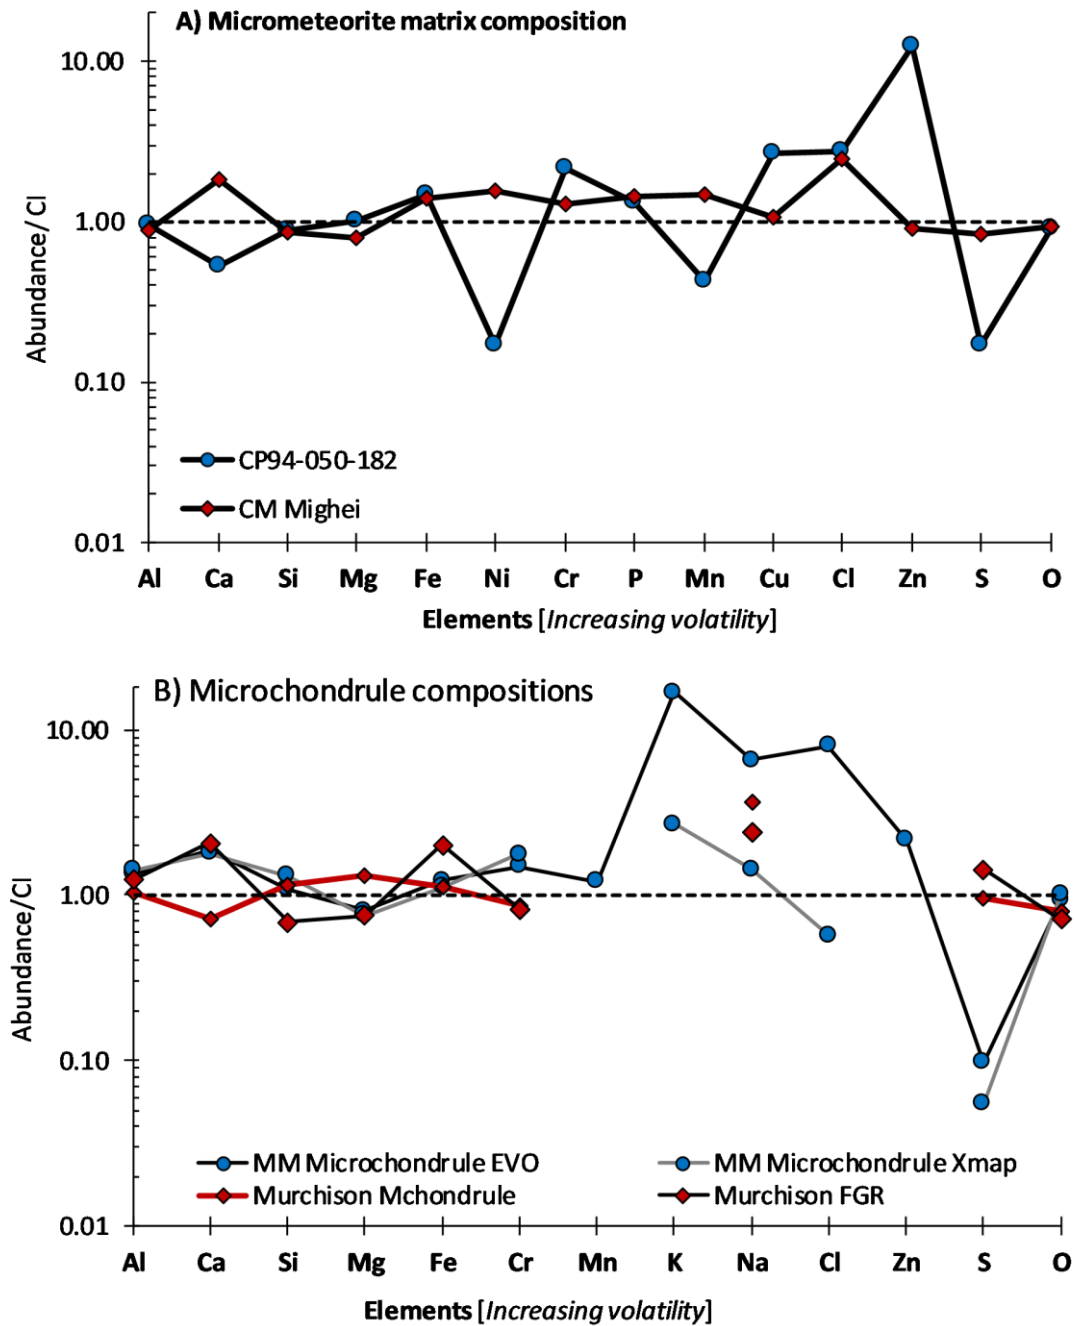 A) Micrometeorite matrix composition
10.00
1.00
0.10
0.01
Abundance/ CI
CP94-050-182
CM Mighei
Al Ca Si Mg Fe Ni Cr P Mn Cu Cl Zn S O
Elements [Increasing volatility]
B) Microchondrule compositions
10.00
1.00
0.10
0.01
Abundance/CI
MM Microchondrule EVO MM Microchondrule Xmap
Murchison Mchondrule Murchison FGR
Al Ca Si Mg Fe Cr Mn K Na Cl Zn S O
Elements [Increasing volatility]